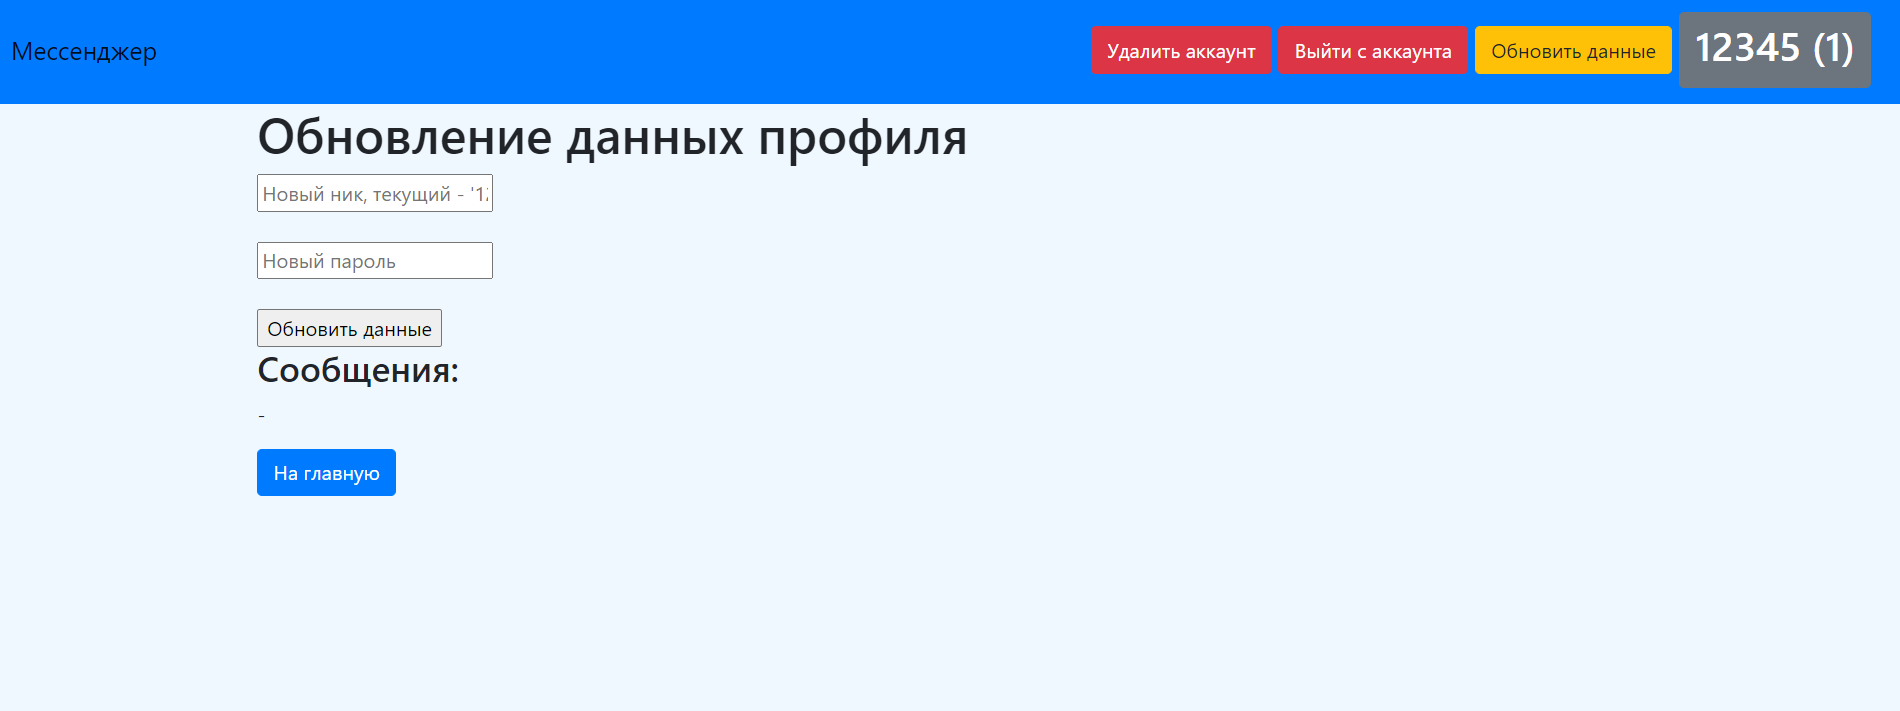 Мессенджер
Удалить аккаунт
Выйти с аккаунта
Обновить данные
12345 (1)
Обновление данных профиля
Новый ник, текущий - '12
Новый пароль
Обновить данные
Сообщения:
-
На главную